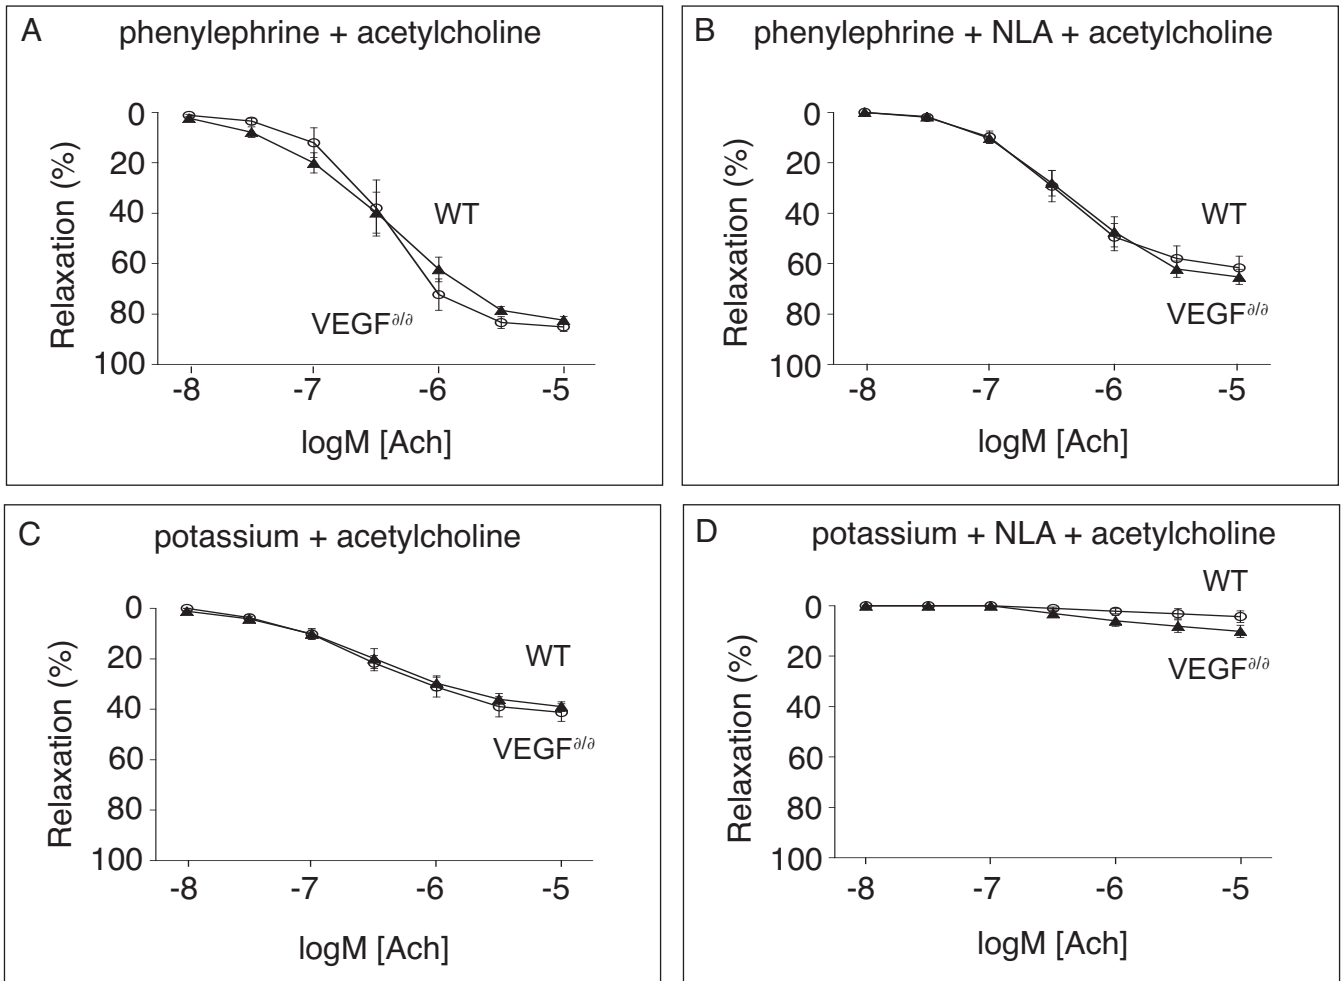 A phenylephrine + acetylcholine
0
20
40
60
80
100
Relaxation (%)
WT
VEGF∂/∂
-8 -7 -6 -5
logM [Ach]
B phenylephrine + NLA + acetylcholine
0
20
40
60
80
100
Relaxation (%)
WT
VEGF∂/∂
-8 -7 -6 -5
logM [Ach]
C potassium + acetylcholine
0
20
40
60
80
100
Relaxation (%)
WT
VEGF∂/∂
-8 -7 -6 -5
logM [Ach]
D potassium + NLA + acetylcholine
WT
0
20
40
60
80
100
Relaxation (%)
VEGF∂/∂
-8 -7 -6 -5
logM [Ach]